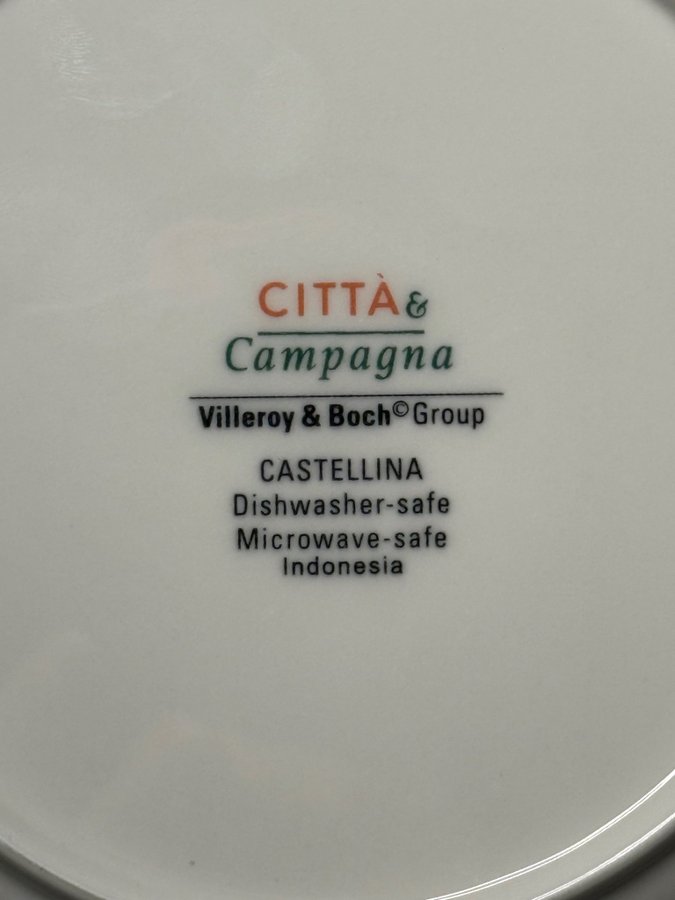 CITTÀ &
Campagna
Villeroy & Boch© Group
CASTELLINA
Dishwasher-safe
Microwave-safe
Indonesia